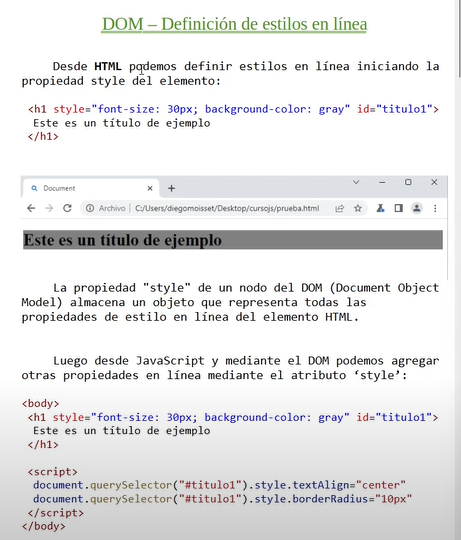 DOM – Definición de estilos en línea
Desde HTML podemos definir estilos en línea iniciando la
propiedad style del elemento:
<h1 style="font-size: 30px; background-color: gray" id="titulo1">
Este es un título de ejemplo
</h1>
Document
Archivo | C:/Users/diegomoisset/Desktop/cursojs/prueba.html
Este es un título de ejemplo
La propiedad "style" de un nodo del DOM (Document Object
Model) almacena un objeto que representa todas las
propiedades de estilo en línea del elemento HTML.
Luego desde JavaScript y mediante el DOM podemos agregar
otras propiedades en línea mediante el atributo ‘style’:
<body>
<h1 style="font-size: 30px; background-color: gray" id="titulo1">
Este es un título de ejemplo
</h1>
<script>
document.querySelector("#titulo1").style.textAlign="center"
document.querySelector("#titulo1").style.borderRadius="10px"
</script>
</body>